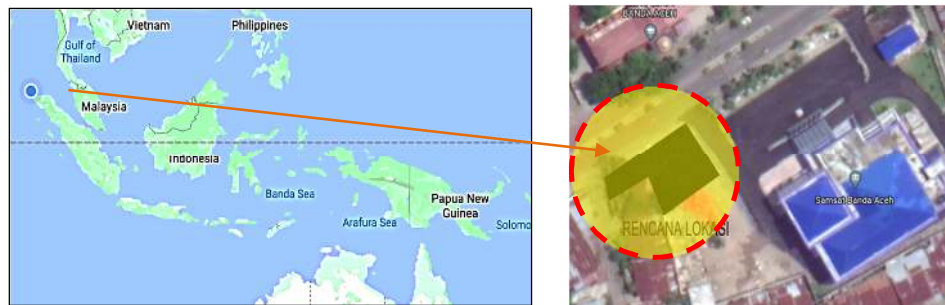 Vietnam
Philippines
Gulf of
Thailand
Malaysia
Indonesia
Banda Sea
Papua New
Guinea
Arafura Sea
Solomo
BANDA ACEH
Samsat Banda Aceh
RENCANA LOKASI